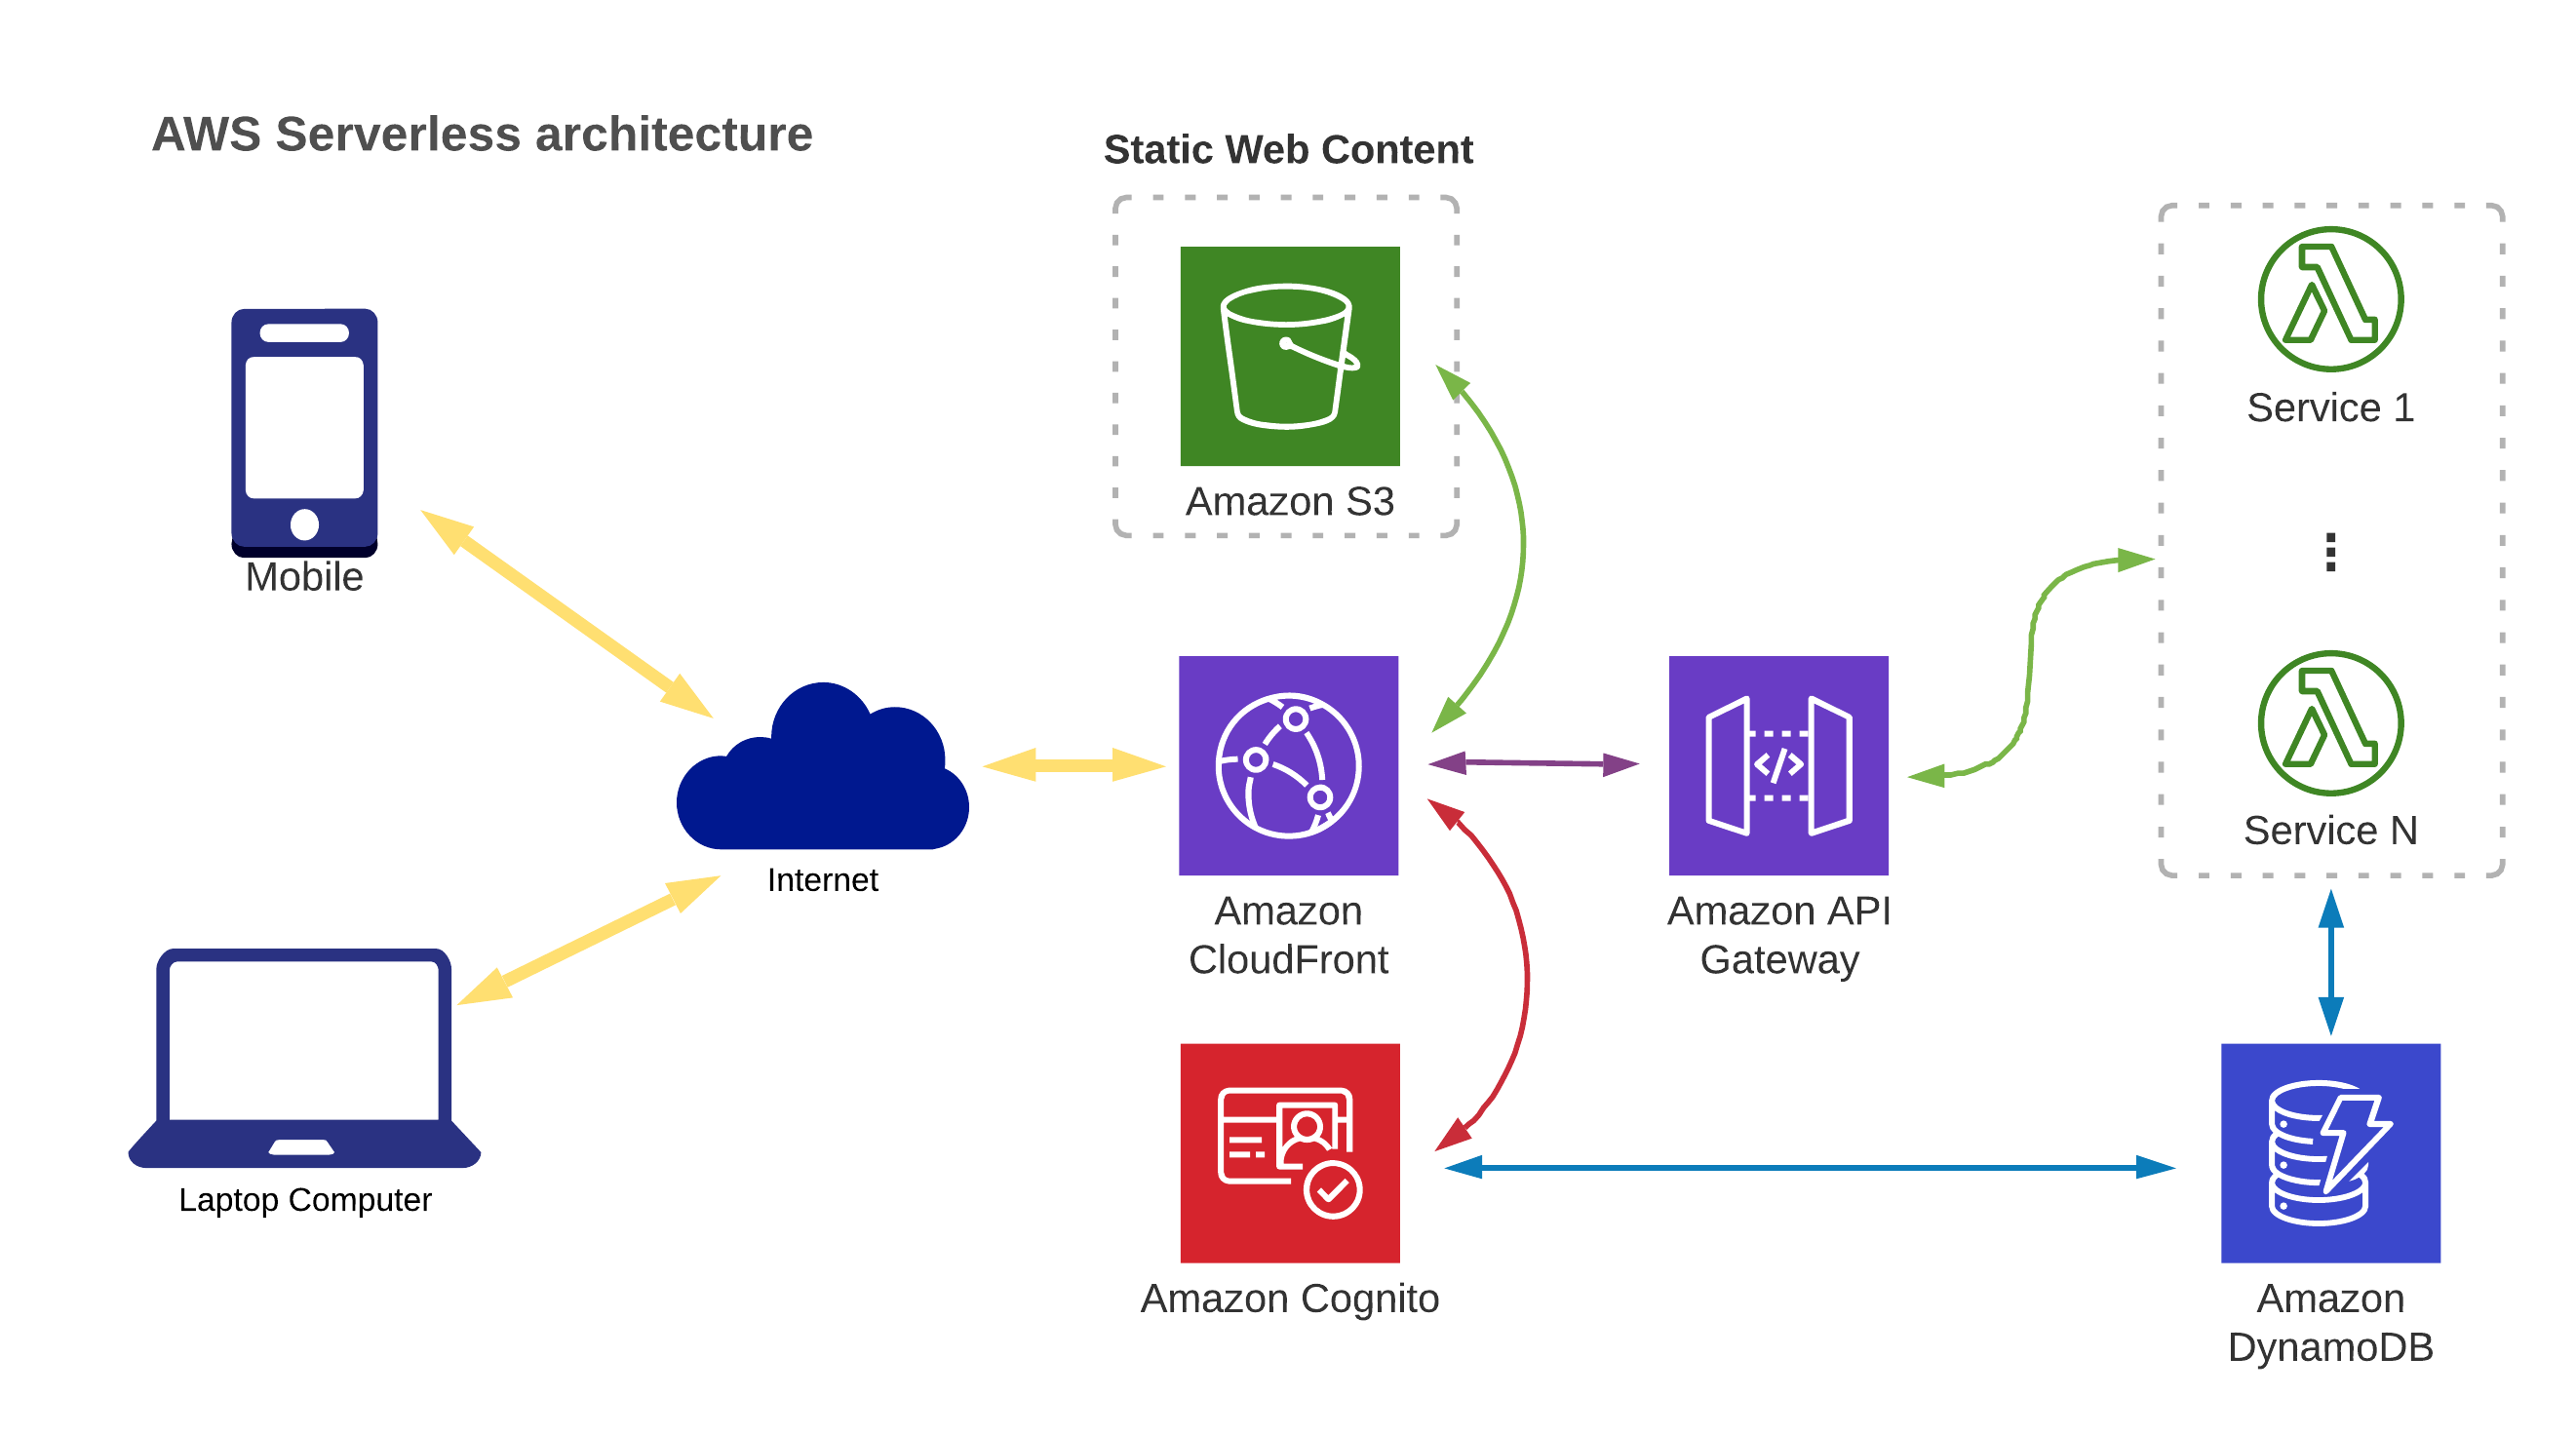 AWS Serverless architecture
Static Web Content
Amazon S3
Service 1
Mobile
Service N
Internet
</>
Amazon
CloudFront
Amazon API
Gateway
Laptop Computer
Amazon Cognito
Amazon
DynamoDB